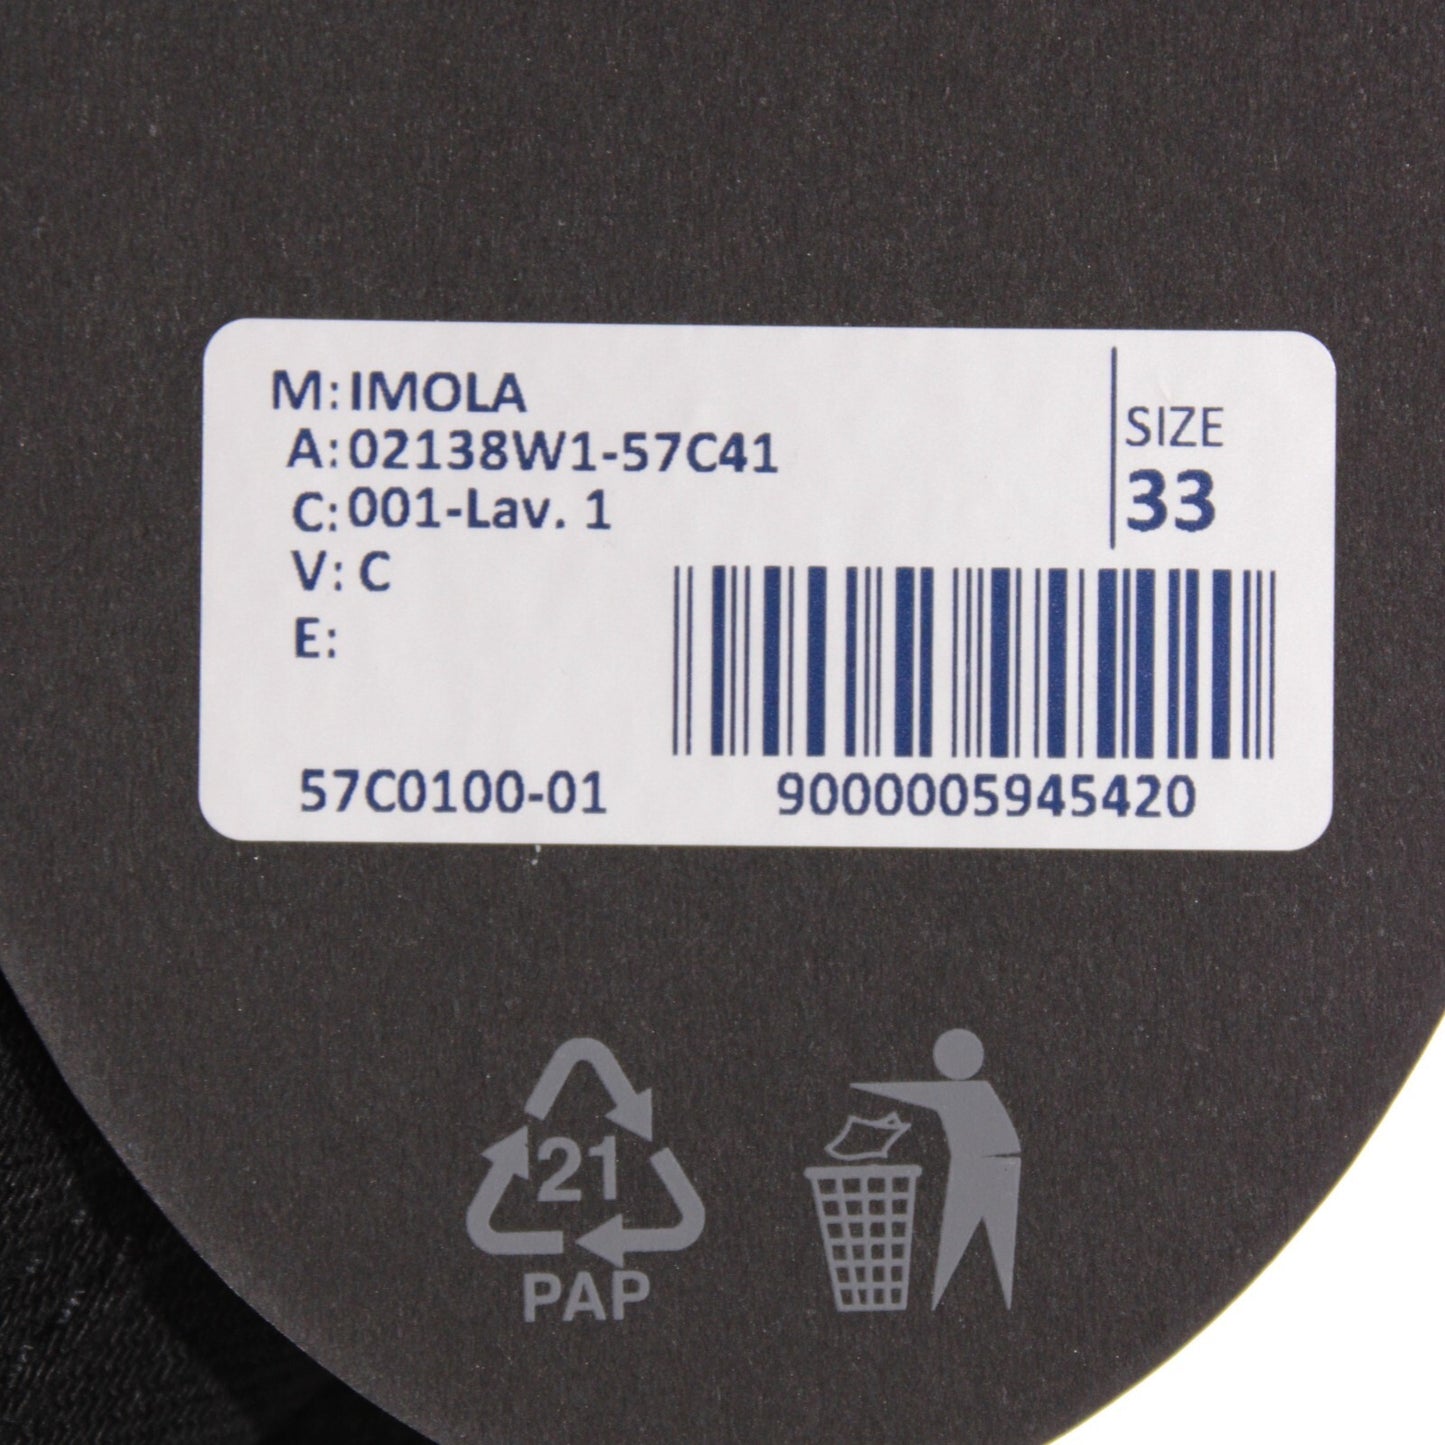 M: IMOLA
A: 02138W1-57C41
C: 001-Lav. 1
V: C
E:
SIZE
33
57C0100-01
9000005945420
21
PAP